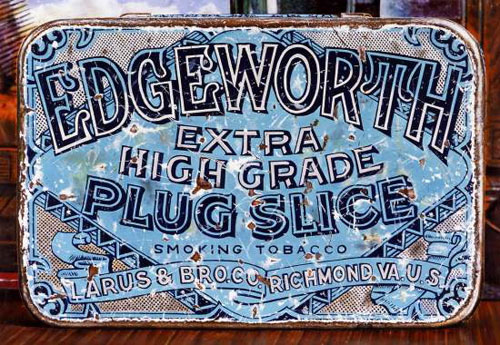 EDGEWORTH
EXTRA
HIGH GRADE
PLUG SLICE
SMOKING TOBACCO
LARUS & BRO. CO. RICHMOND, VA. U.S.